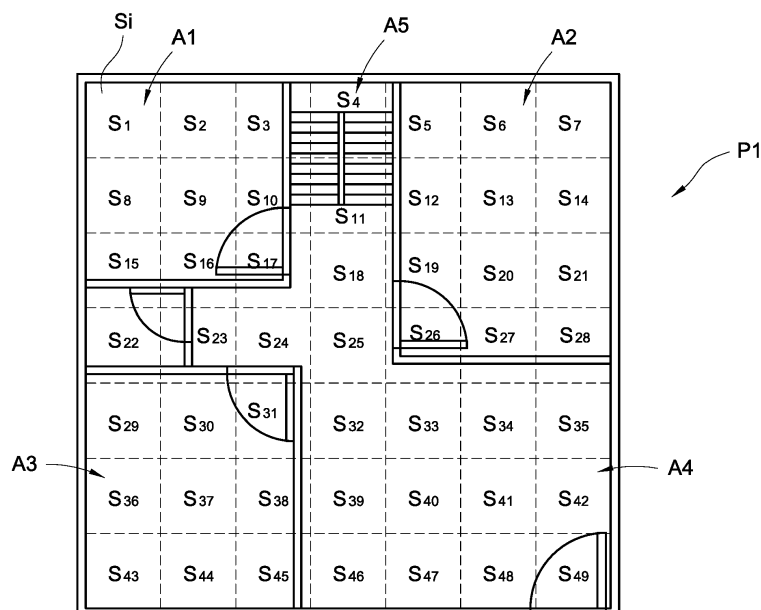 Si A1 A5 A2
S4
S1 S2 S3 S5 S6 S7
P1
S8 S9 S10 S12 S13 S14
S11
S15 S16 S17 S18 S19 S20 S21
S22 S23 S24 S25 S26 S27 S28
S29 S30 S31 S32 S33 S34 S35
A3 A4
S36 S37 S38 S39 S40 S41 S42
S43 S44 S45 S46 S47 S48 S49